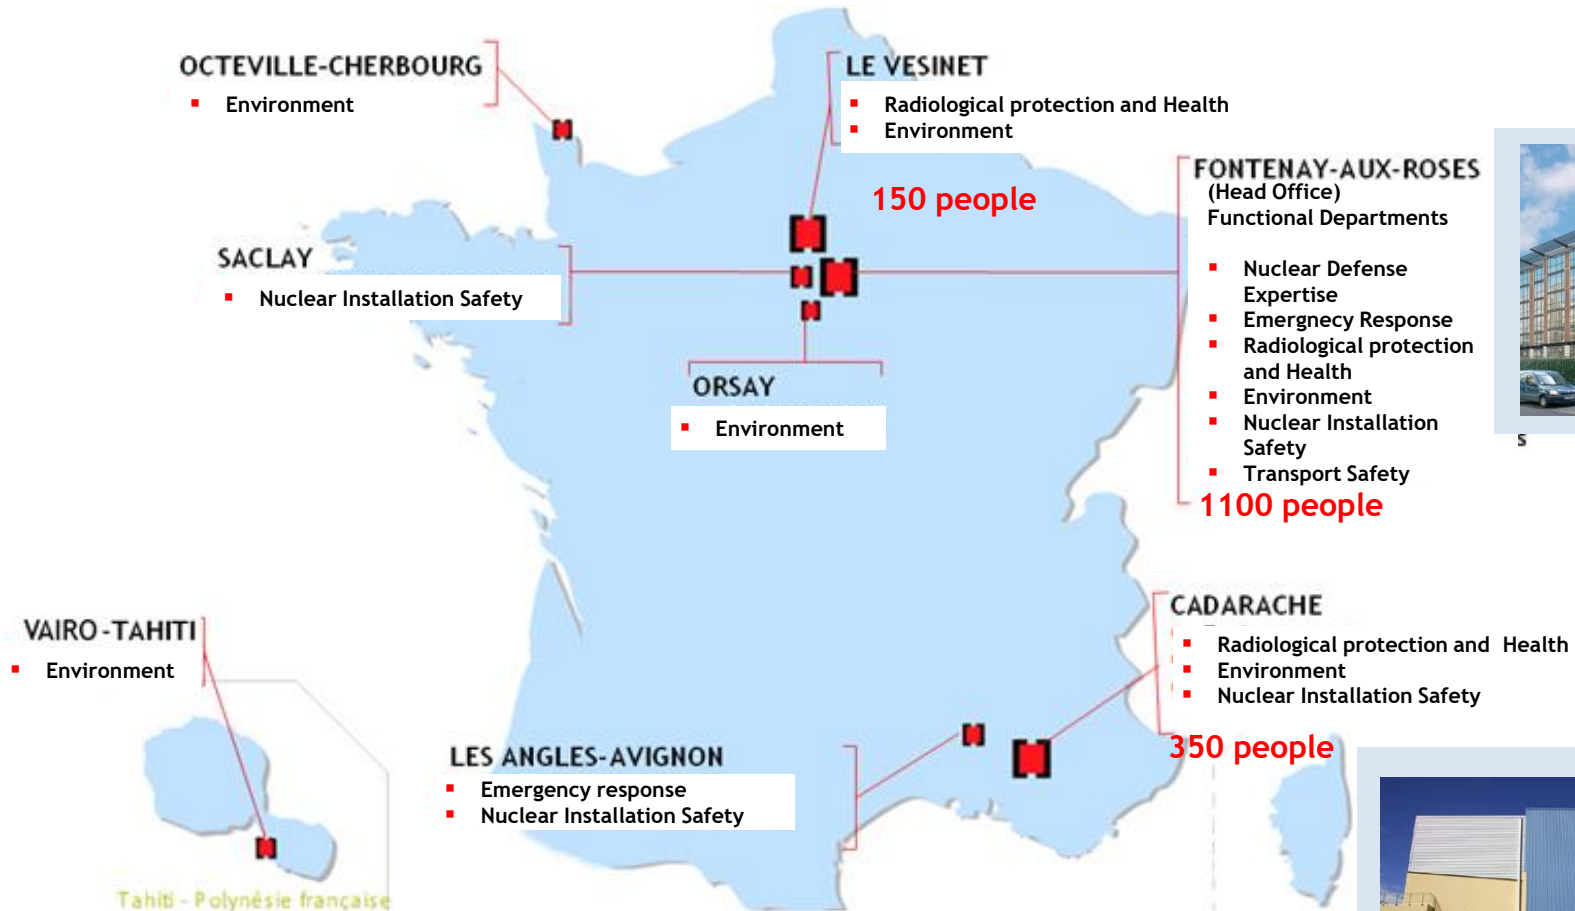 OCTEVILLE-CHERBOURG
Environment
LE VESINET
Radiological protection and Health
Environment
150 people
FONTENAY-AUX-ROSES
(Head Office)
Functional Departments
Nuclear Defense
Expertise
Emergnecy Response
Radiological protection
and Health
Environment
Nuclear Installation
Safety
Transport Safety
1100 people
s
SACLAY
Nuclear Installation Safety
ORSAY
Environment
CADARACHE
Radiological protection and Health
Environment
Nuclear Installation Safety
350 people
VAIRO-TAHITI
Environment
LES ANGLES-AVIGNON
Emergency response
Nuclear Installation Safety
Tahiti - Polynésie française